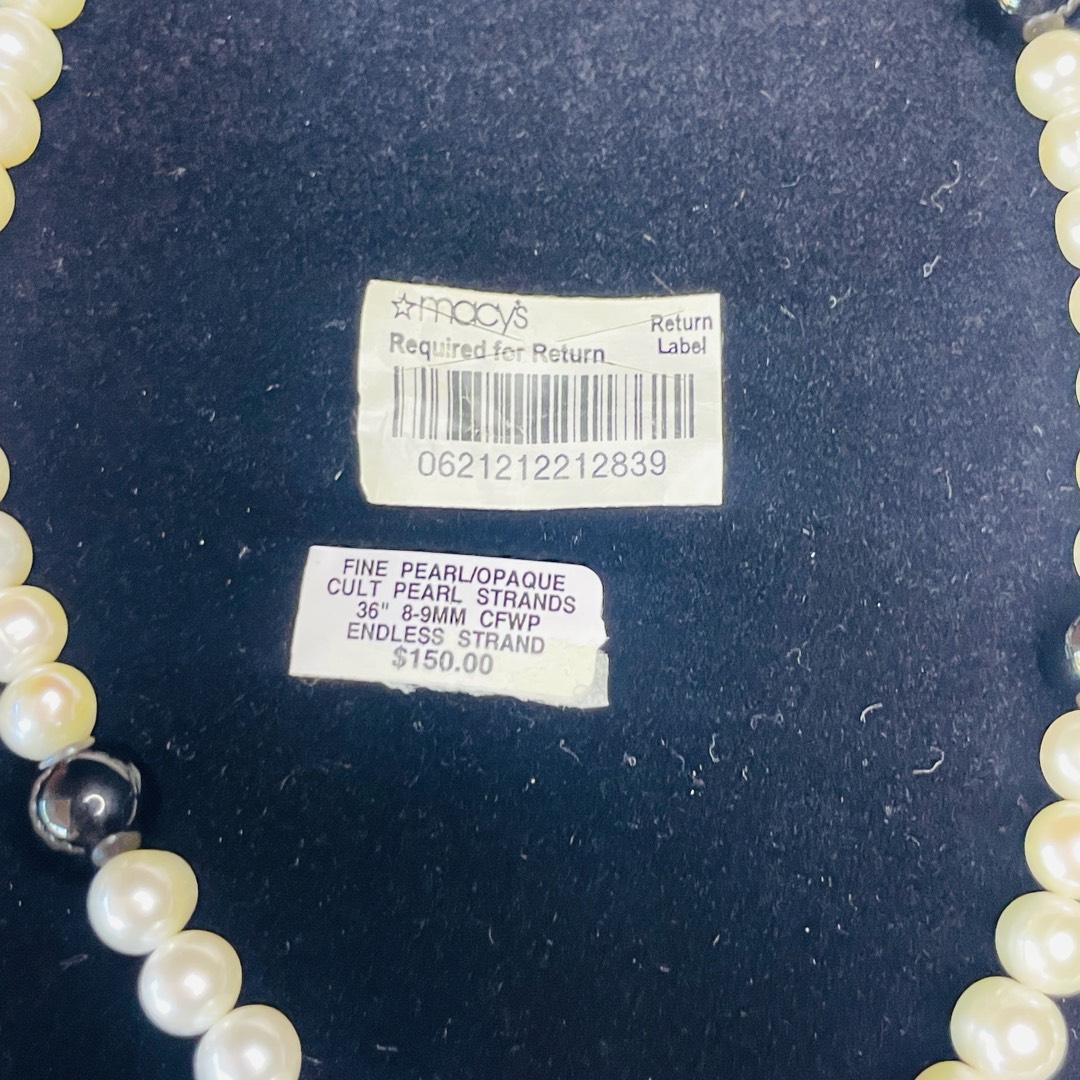 macy's
Return
Required for Return
Label
0621212212839
FINE PEARL/OPAQUE
CULT PEARL STRANDS
36" 8-9MM CFWP
ENDLESS STRAND
$150.00